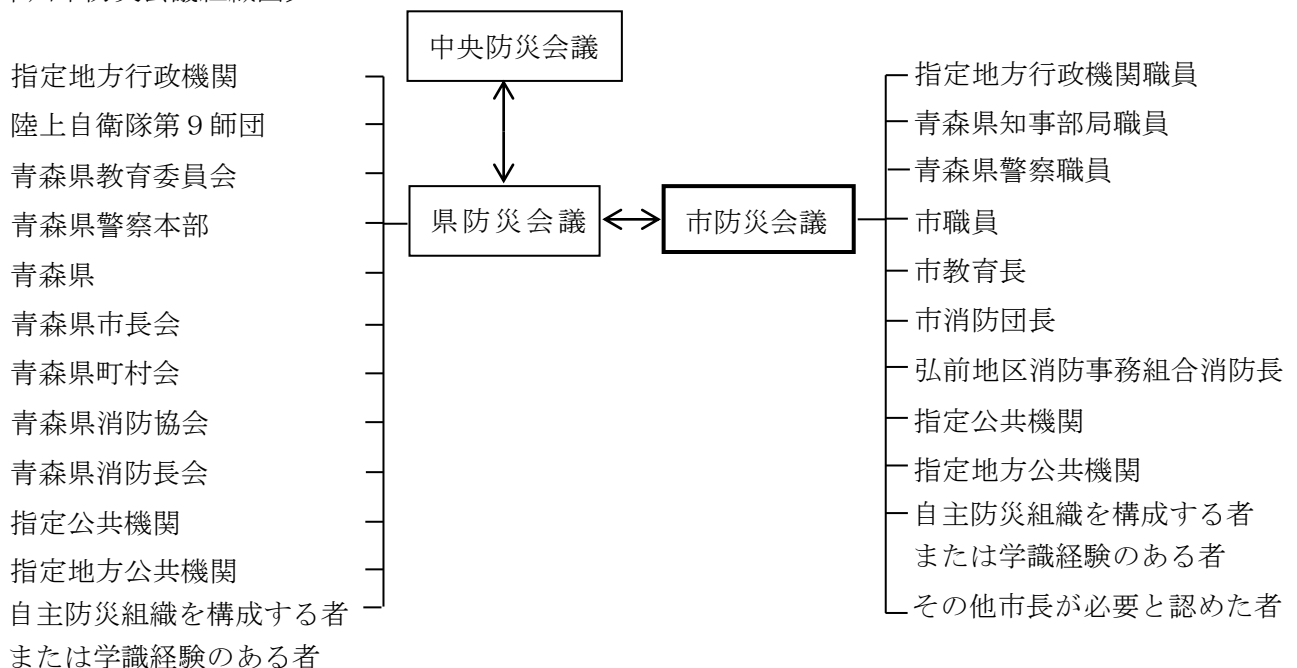 中央防災会議
指定地方行政機関
陸上自衛隊第9師団
青森県教育委員会
青森県警察本部
青森県
青森県市長会
青森県町村会
青森県消防協会
青森県消防長会
指定公共機関
指定地方公共機関
自主防災組織を構成する者
または学識経験のある者
県防災会議
市防災会議
指定地方行政機関職員
青森県知事部局職員
青森県警察職員
市職員
市教育長
市消防団長
弘前地区消防事務組合消防長
指定公共機関
指定地方公共機関
自主防災組織を構成する者
または学識経験のある者
その他市長が必要と認めた者